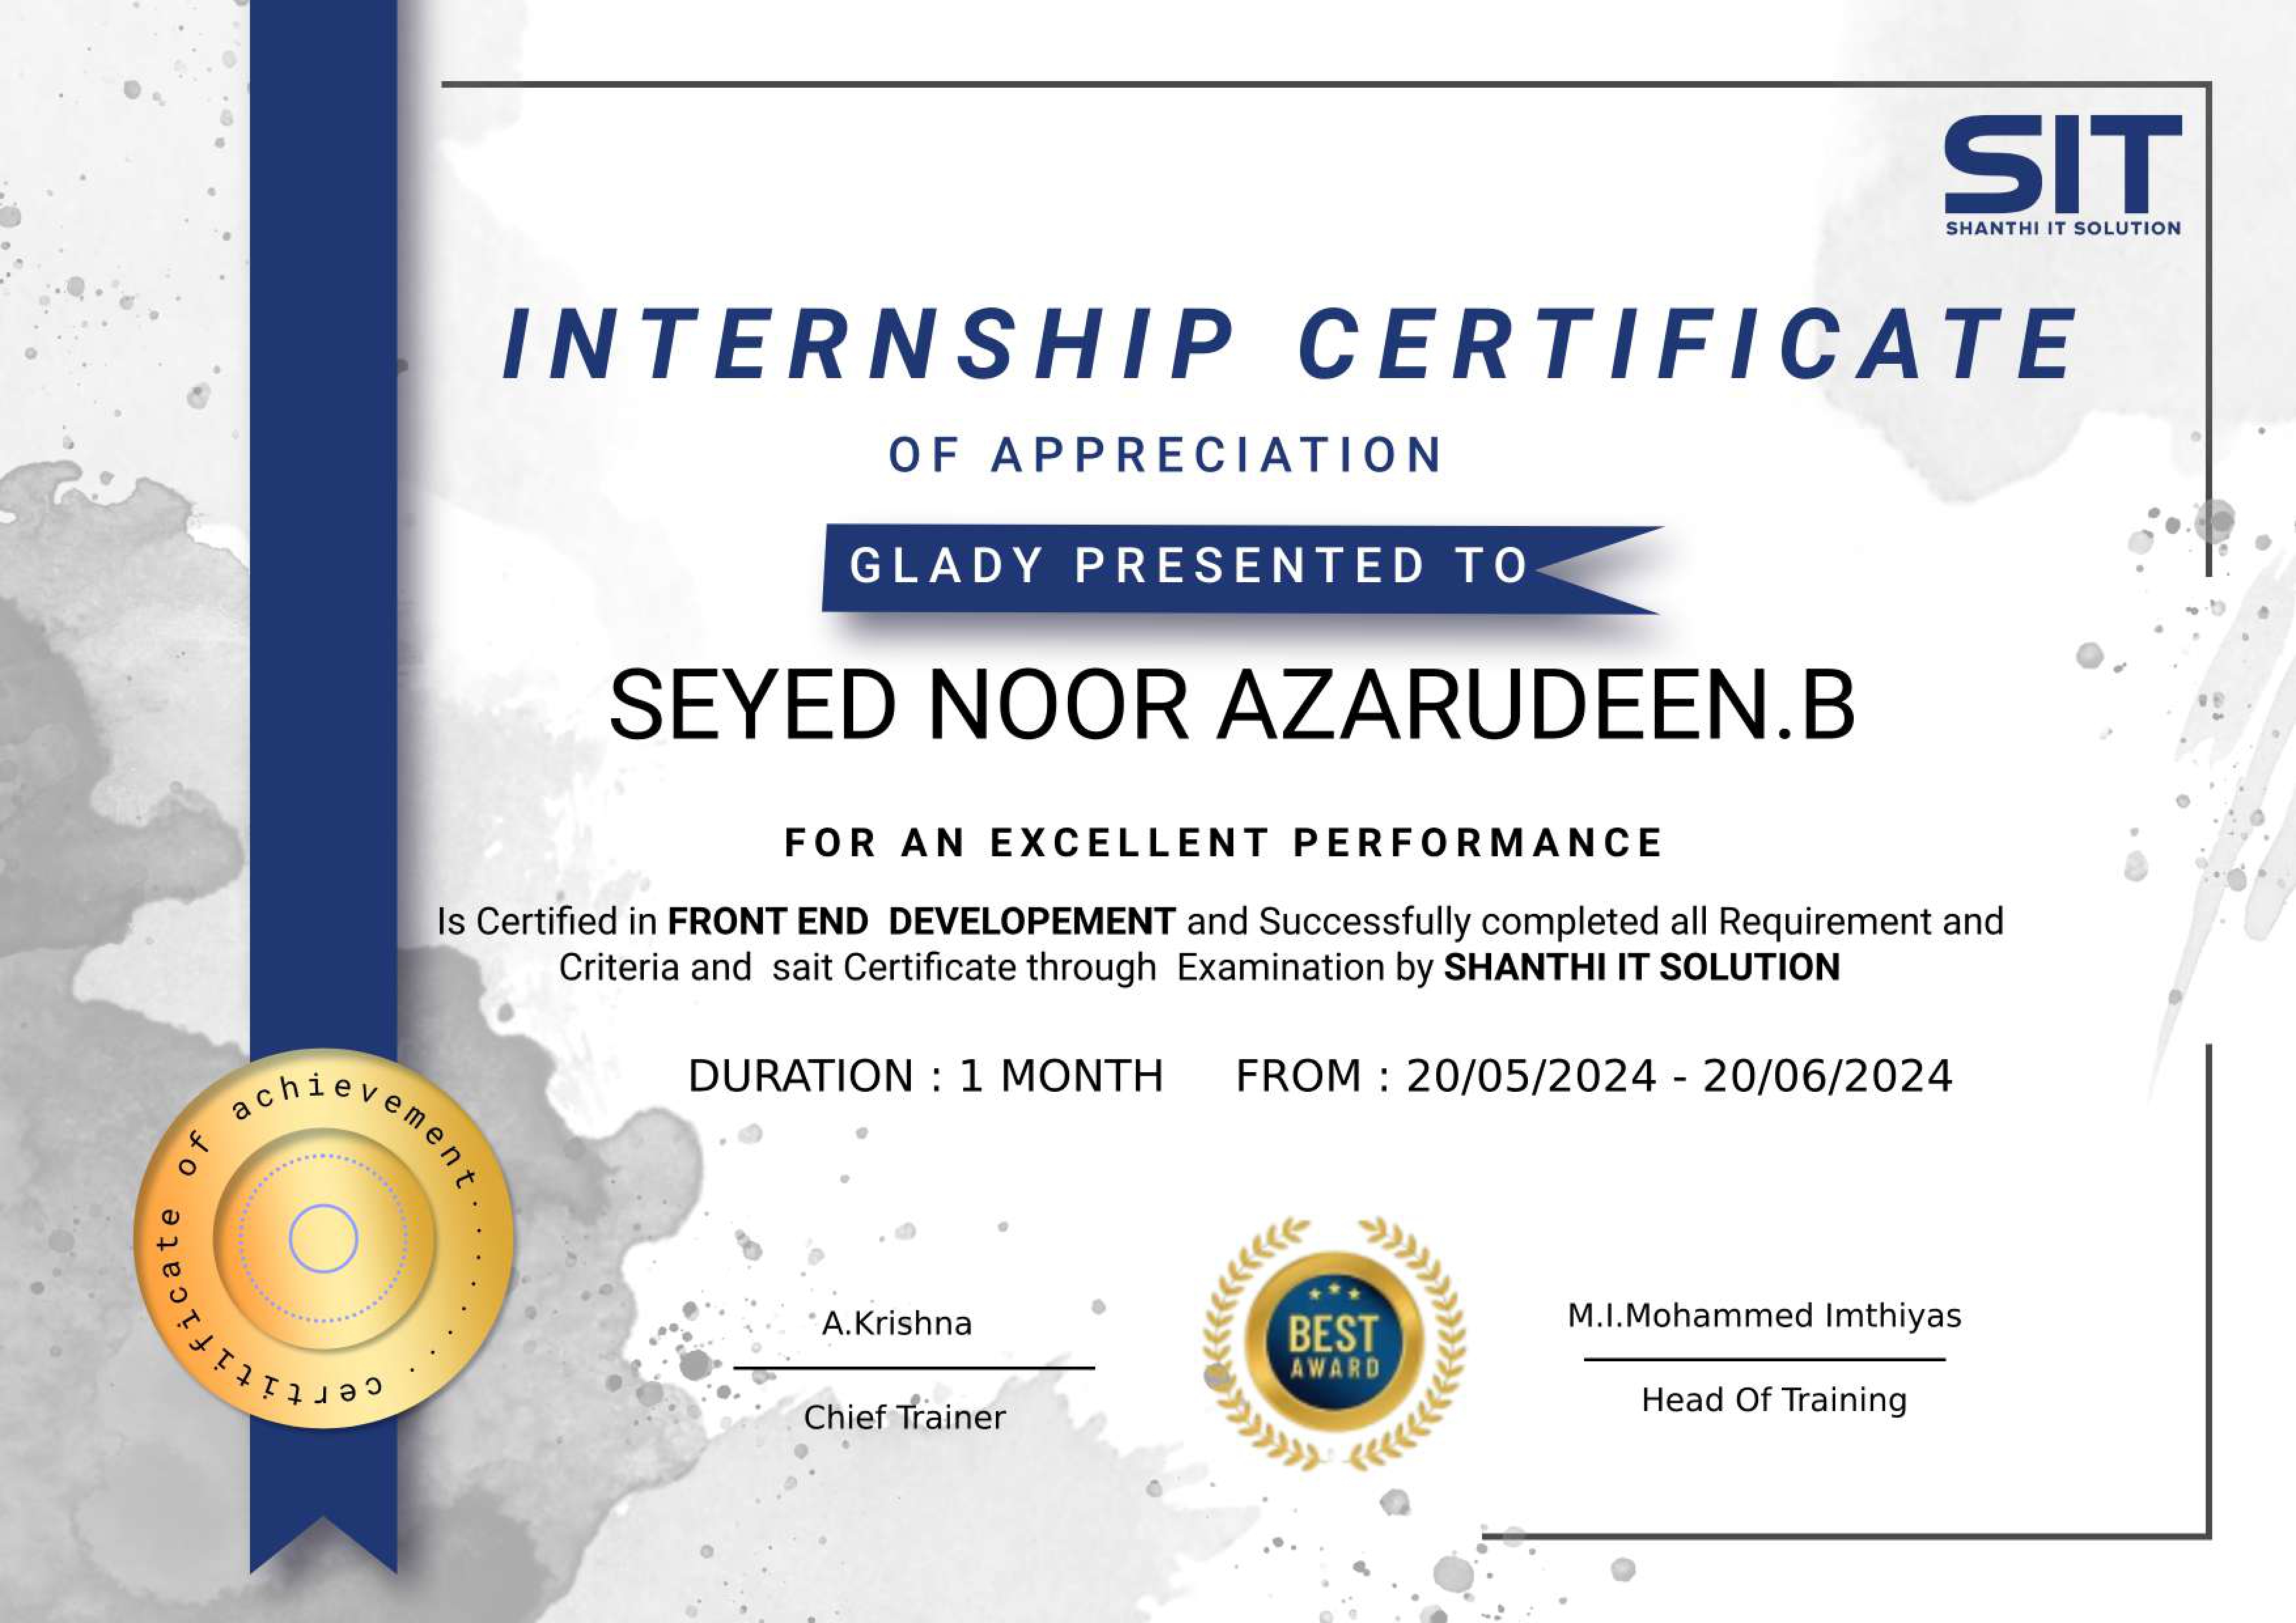 SIT
SHANTHI IT SOLUTION
INTERNSHIP CERTIFICATE
OF APPRECIATION
GLADY PRESENTED TO
SEYED NOOR AZARUDEEN.B
FOR AN EXCELLENT PERFORMANCE
Is Certified in FRONT END DEVELOPEMENT and Successfully completed all Requirement and
Criteria and sait Certificate through Examination by SHANTHI IT SOLUTION
DURATION : 1 MONTH FROM : 20/05/2024 - 20/06/2024
certificate of achievement.........
A.Krishna
Chief Trainer
BEST
AWARD
M.I.Mohammed Imthiyas
Head Of Training